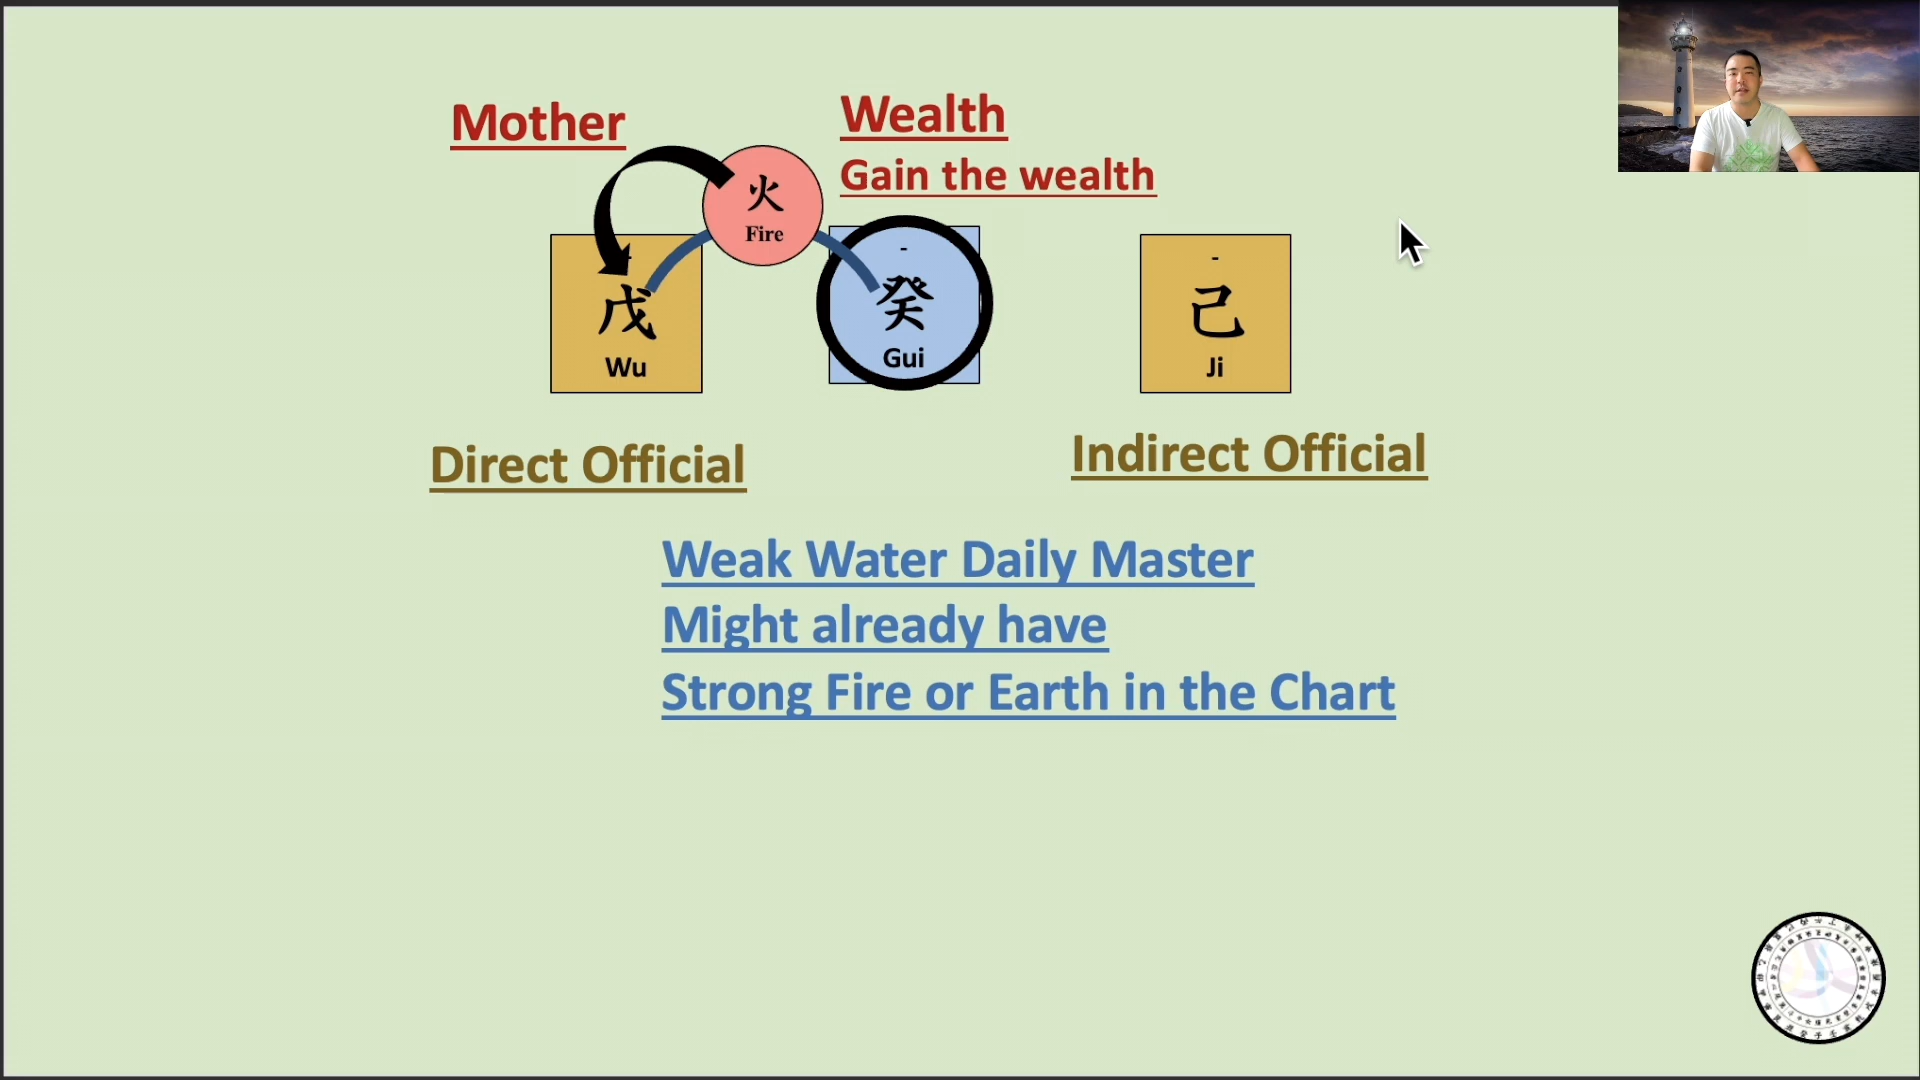 Mother
Wealth
Gain the wealth
火
Fire
-
戊
Wu
-
癸
Gui
-
己
Ji
Direct Official
Indirect Official
Weak Water Daily Master
Might already have
Strong Fire or Earth in the Chart